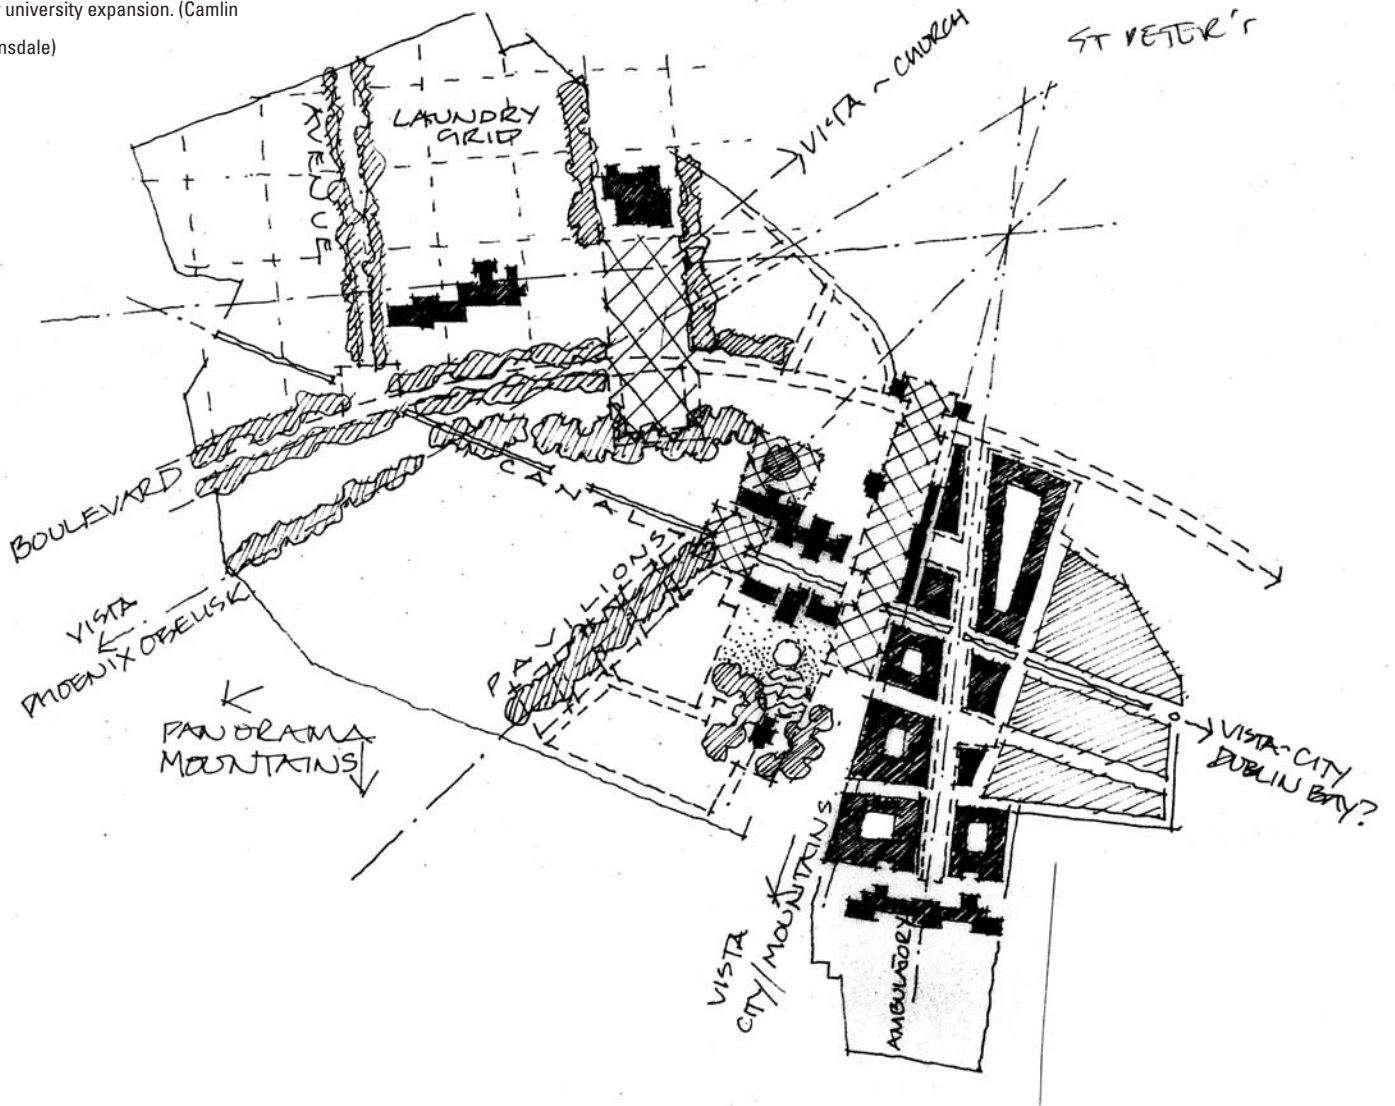 university expansion. (Camlin
nsdale)
ST PETER'S
VISTA - CHURCH
LAUNDRY
GRID
AVENUE
BOULEVARD
CANAL
PAVILIONS
VISTA
PHOENIX OBELISK
PANORAMA
MOUNTAINS
VISTA - CITY
DUBLIN BAY?
VISTA
CITY/MOUNTAINS
AMBULATORY